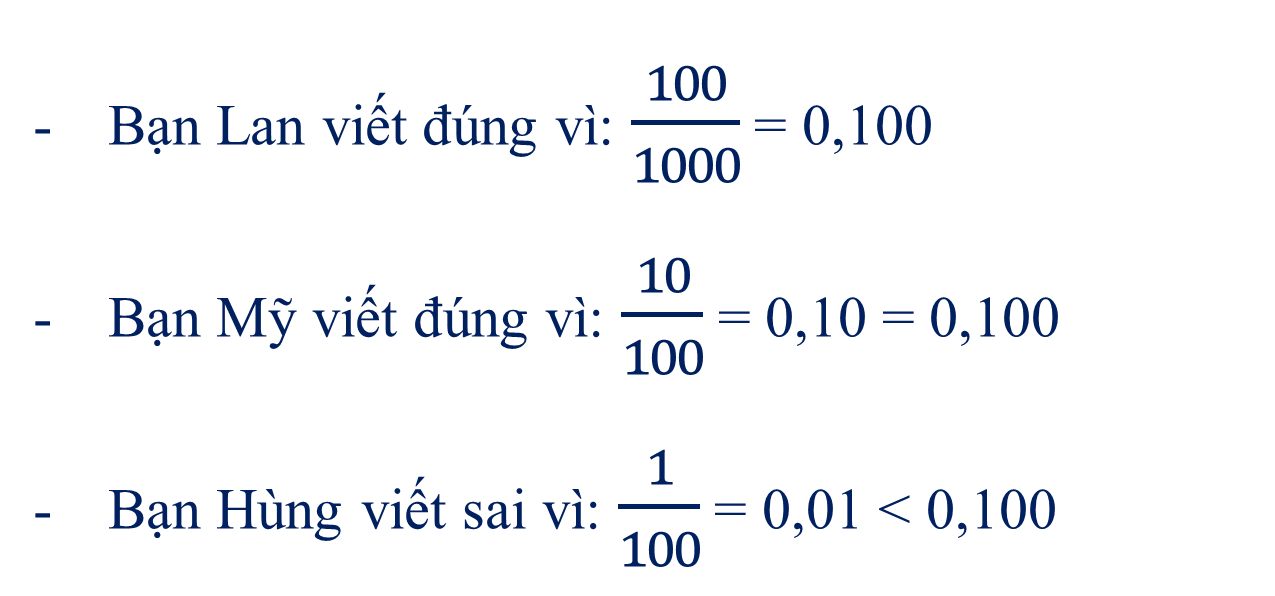 - Bạn Lan viết đúng vì: 100/1000 = 0,100
- Bạn Mỹ viết đúng vì: 10/100 = 0,10 = 0,100
- Bạn Hùng viết sai vì: 1/100 = 0,01 < 0,100